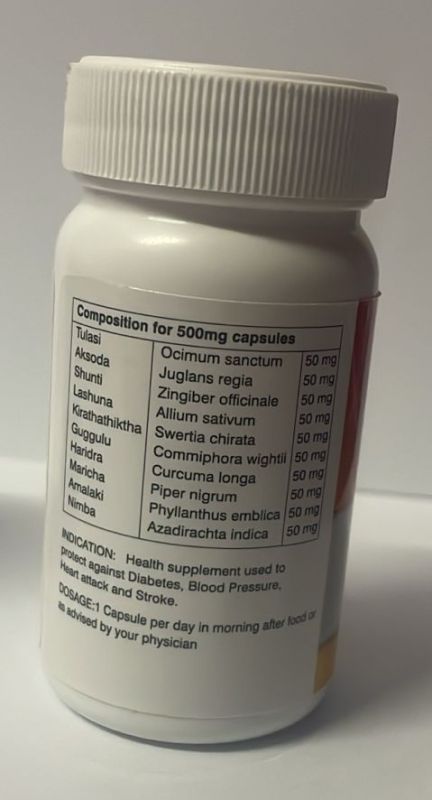 Composition for 500mg capsules
Tulasi Ocimum sanctum 50 mg
Aksoda Juglans regia 50 mg
Shunti Zingiber officinale 50 mg
Lashuna Allium sativum 50 mg
Kirathathiktha Swertia chirata 50 mg
Guggulu Commiphora wightii 50 mg
Haridra Curcuma longa 50 mg
Maricha Piper nigrum 50 mg
Amalaki Phyllanthus emblica 50 mg
Nimba Azadirachta indica 50 mg
INDICATION: Health supplement used to
protect against Diabetes, Blood Pressure,
Heart attack and Stroke.
DOSAGE:1 Capsule per day in morning after food or
as advised by your physician